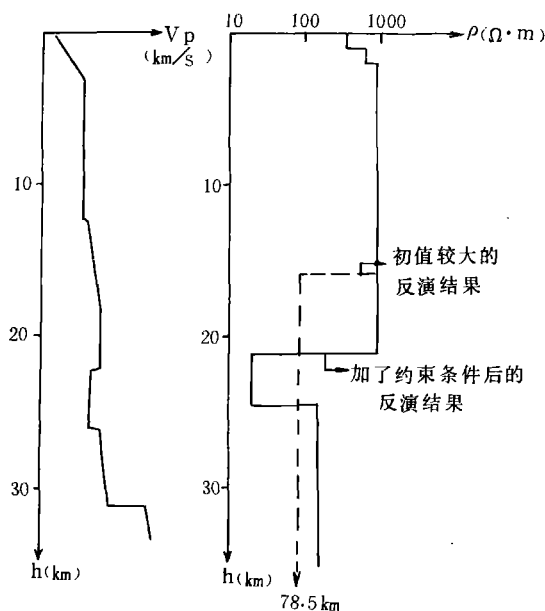 Vp
(km/s)
10
20
30
h(km)
10
100
1000
ρ(Ω·m)
10
初值较大的
反演结果
20
加了约束条件后的
反演结果
30
h(km)
78.5km